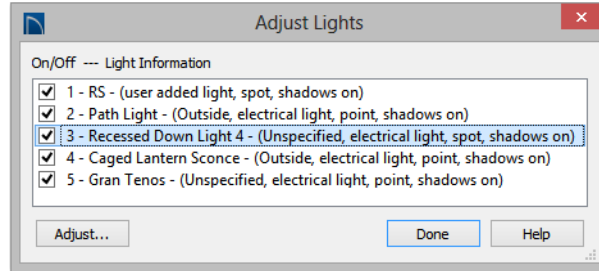 Adjust Lights
On/Off --- Light Information
1 - RS - (user added light, spot, shadows on)
2 - Path Light - (Outside, electrical light, point, shadows on)
3 - Recessed Down Light 4 - (Unspecified, electrical light, spot, shadows on)
4 - Caged Lantern Sconce - (Outside, electrical light, point, shadows on)
5 - Gran Tenos - (Unspecified, electrical light, point, shadows on)
Adjust... Done Help